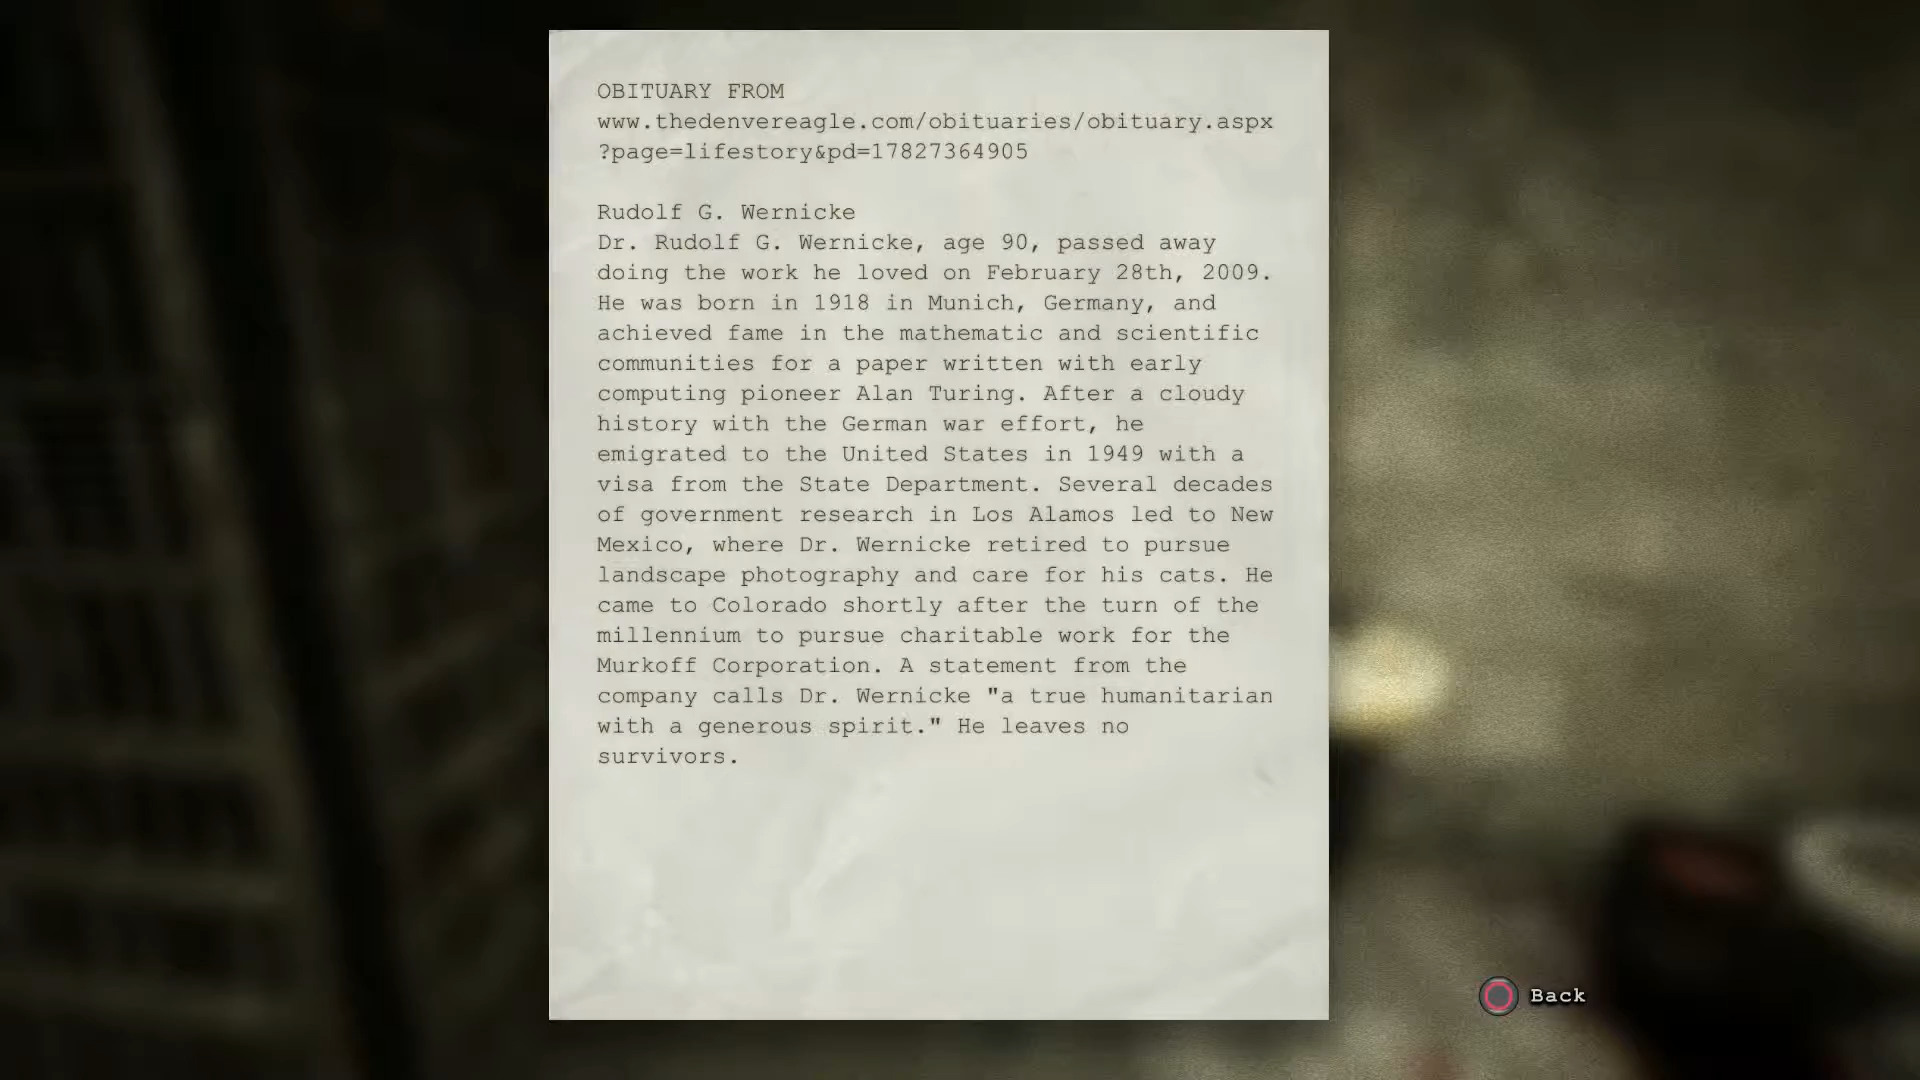 OBITUARY FROM
www.thedenvereagle.com/obituaries/obituary.aspx
?page=lifestory&pd=17827364905
Rudolf G. Wernicke
Dr. Rudolf G. Wernicke, age 90, passed away
doing the work he loved on February 28th, 2009.
He was born in 1918 in Munich, Germany, and
achieved fame in the mathematic and scientific
communities for a paper written with early
computing pioneer Alan Turing. After a cloudy
history with the German war effort, he
emigrated to the United States in 1949 with a
visa from the State Department. Several decades
of government research in Los Alamos led to New
Mexico, where Dr. Wernicke retired to pursue
landscape photography and care for his cats. He
came to Colorado shortly after the turn of the
millennium to pursue charitable work for the
Murkoff Corporation. A statement from the
company calls Dr. Wernicke "a true humanitarian
with a generous spirit." He leaves no
survivors.
Back